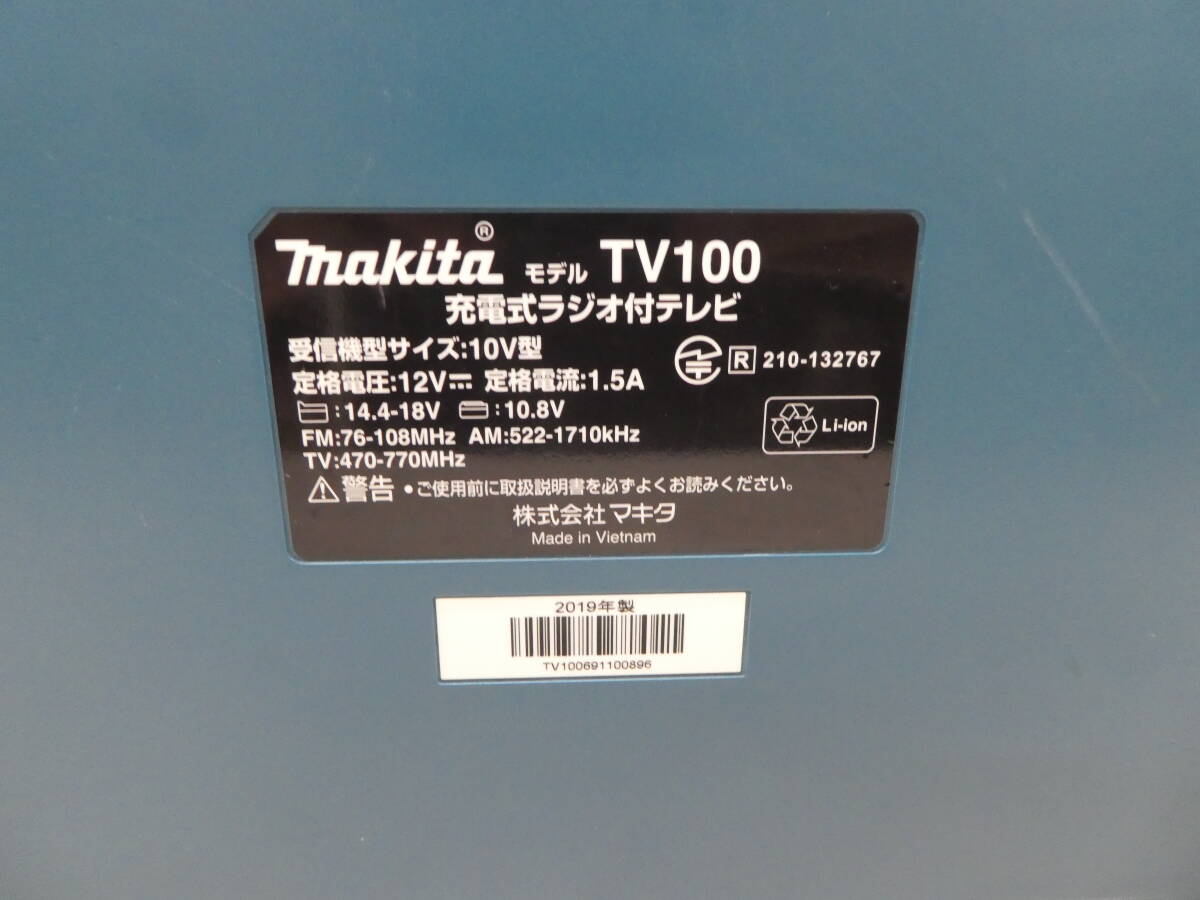 makita® モデル TV100
充電式ラジオ付テレビ
受信機型サイズ:10V型
定格電圧:12V⎓ 定格電流:1.5A
:14.4-18V :10.8V
FM:76-108MHz AM:522-1710kHz
TV:470-770MHz
R 210-132767
Li-ion
⚠警告 •ご使用前に取扱説明書を必ずよくお読みください。
株式会社マキタ
Made in Vietnam
2019年製
TV100691100896